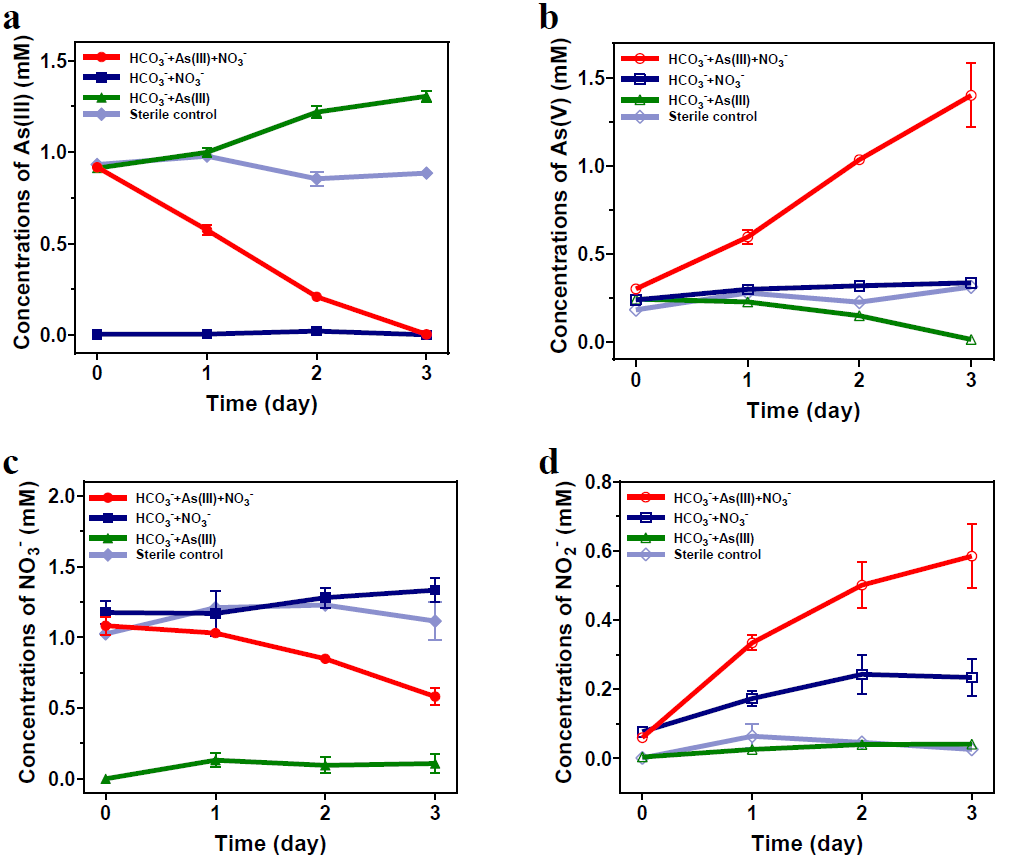 a
Concentrations of As(III) (mM)
HCO₃⁻+As(III)+NO₃⁻
HCO₃⁻+NO₃⁻
HCO₃⁻+As(III)
Sterile control
1.5
1.0
0.5
0.0
0 1 2 3
Time (day)
b
Concentrations of As(V) (mM)
HCO₃⁻+As(III)+NO₃⁻
HCO₃⁻+NO₃⁻
HCO₃⁻+As(III)
Sterile control
1.5
1.0
0.5
0.0
0 1 2 3
Time (day)
c
Concentrations of NO₃⁻ (mM)
HCO₃⁻+As(III)+NO₃⁻
HCO₃⁻+NO₃⁻
HCO₃⁻+As(III)
Sterile control
2.0
1.5
1.0
0.5
0.0
0 1 2 3
Time (day)
d
Concentrations of NO₂⁻ (mM)
HCO₃⁻+As(III)+NO₃⁻
HCO₃⁻+NO₃⁻
HCO₃⁻+As(III)
Sterile control
0.8
0.6
0.4
0.2
0.0
0 1 2 3
Time (day)